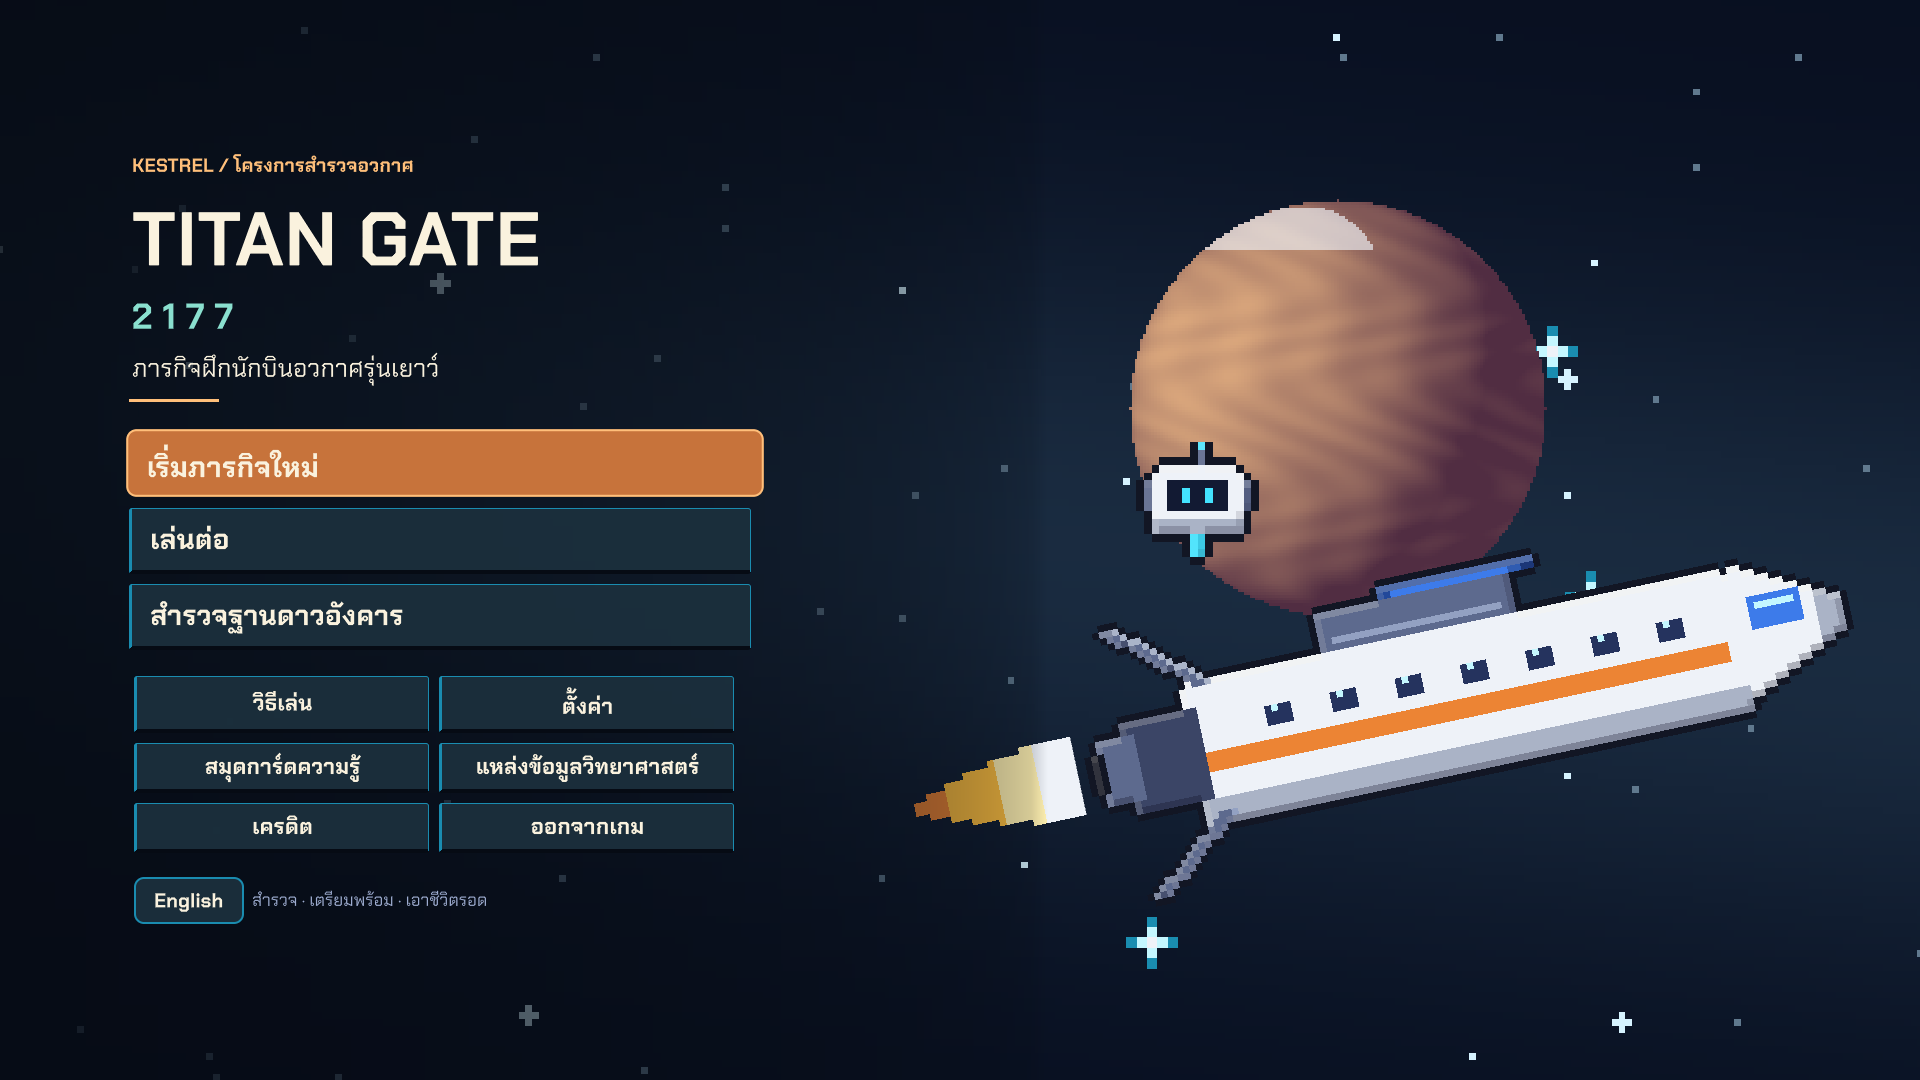 KESTREL / โครงการสำรวจอวกาศ
TITAN GATE
2177
ภารกิจฝึกนักบินอวกาศรุ่นเยาว์
เริ่มภารกิจใหม่
เล่นต่อ
สำรวจฐานดาวอังคาร
วิธีเล่น
ตั้งค่า
สมุดการ์ดความรู้
แหล่งข้อมูลวิทยาศาสตร์
เครดิต
ออกจากเกม
English
สำรวจ · เตรียมพร้อม · เอาชีวิตรอด